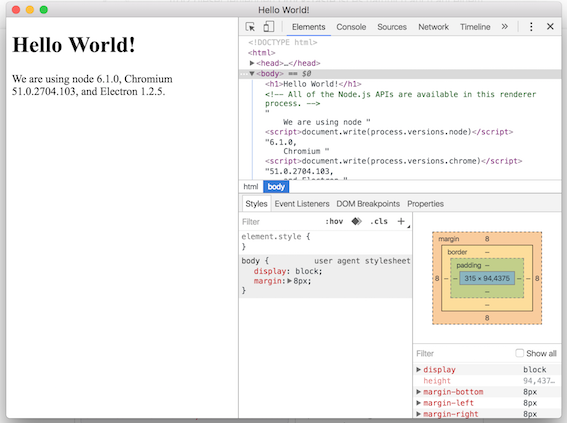 Hello World!
Hello World!
We are using node 6.1.0, Chromium
51.0.2704.103, and Electron 1.2.5.
Elements Console Sources Network Timeline »
<!DOCTYPE html>
<html>
▶<head>…</head>
▼<body> == $0
<h1>Hello World!</h1>
<!-- All of the Node.js APIs are available in this renderer
process. -->
"
We are using node "
<script>document.write(process.versions.node)</script>
"6.1.0,
Chromium "
<script>document.write(process.versions.chrome)</script>
"51.0.2704.103,
and Electron "
html body
Styles Event Listeners DOM Breakpoints Properties
Filter :hov .cls +
element.style {
}
body { user agent stylesheet
display: block;
margin:▶8px;
}
margin 8
border –
padding –
8 – – 315 × 94,4375 – – 8
–
–
8
Filter Show all
▶display block
height 94,437…
▶margin-bottom 8px
▶margin-left 8px
▶margin-right 8px